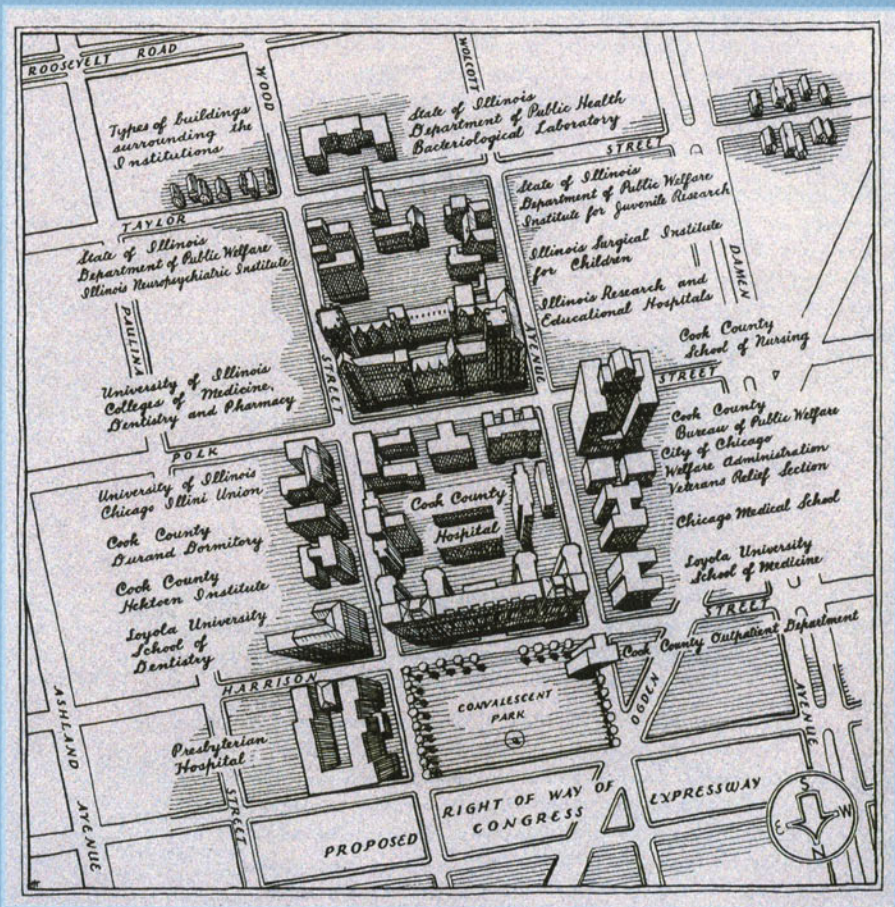 ROOSEVELT ROAD
WOOD
WOLCOTT
Types of buildings
surrounding the
Institutions
State of Illinois
Department of Public Health
Bacteriological Laboratory
STREET
TAYLOR
State of Illinois
Department of Public Welfare
Institute for Juvenile Research
State of Illinois
Department of Public Welfare
Illinois Neuropsychiatric Institute
Illinois Surgical Institute
for Children
DAMEN
Illinois Research and
Educational Hospitals
PAULINA
STREET
AVENUE
Cook County
School of Nursing
STREET
University of Illinois
Colleges of Medicine,
Dentistry and Pharmacy
Cook County
Bureau of Public Welfare
City of Chicago
Welfare Administration
Veterans Relief Section
POLK
University of Illinois
Chicago Illini Union
Cook County
Hospital
Chicago Medical School
Cook County
Durand Dormitory
Loyola University
School of Medicine
Cook County
Hektoen Institute
STREET
Loyola University
School of
Dentistry
Cook County Outpatient Department
HARRISON
CONVALESCENT
PARK
OGDEN
AVENUE
ASHLAND AVENUE
Presbyterian
Hospital
STREET
PROPOSED
RIGHT OF WAY OF
CONGRESS
EXPRESSWAY
S
E
W
N